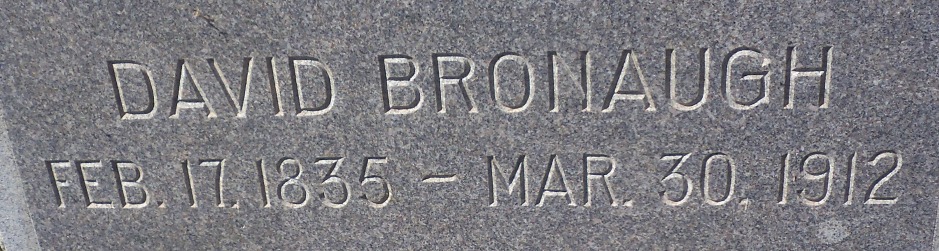 DAVID BRONAUGH
FEB. 17, 1835 – MAR. 30, 1912